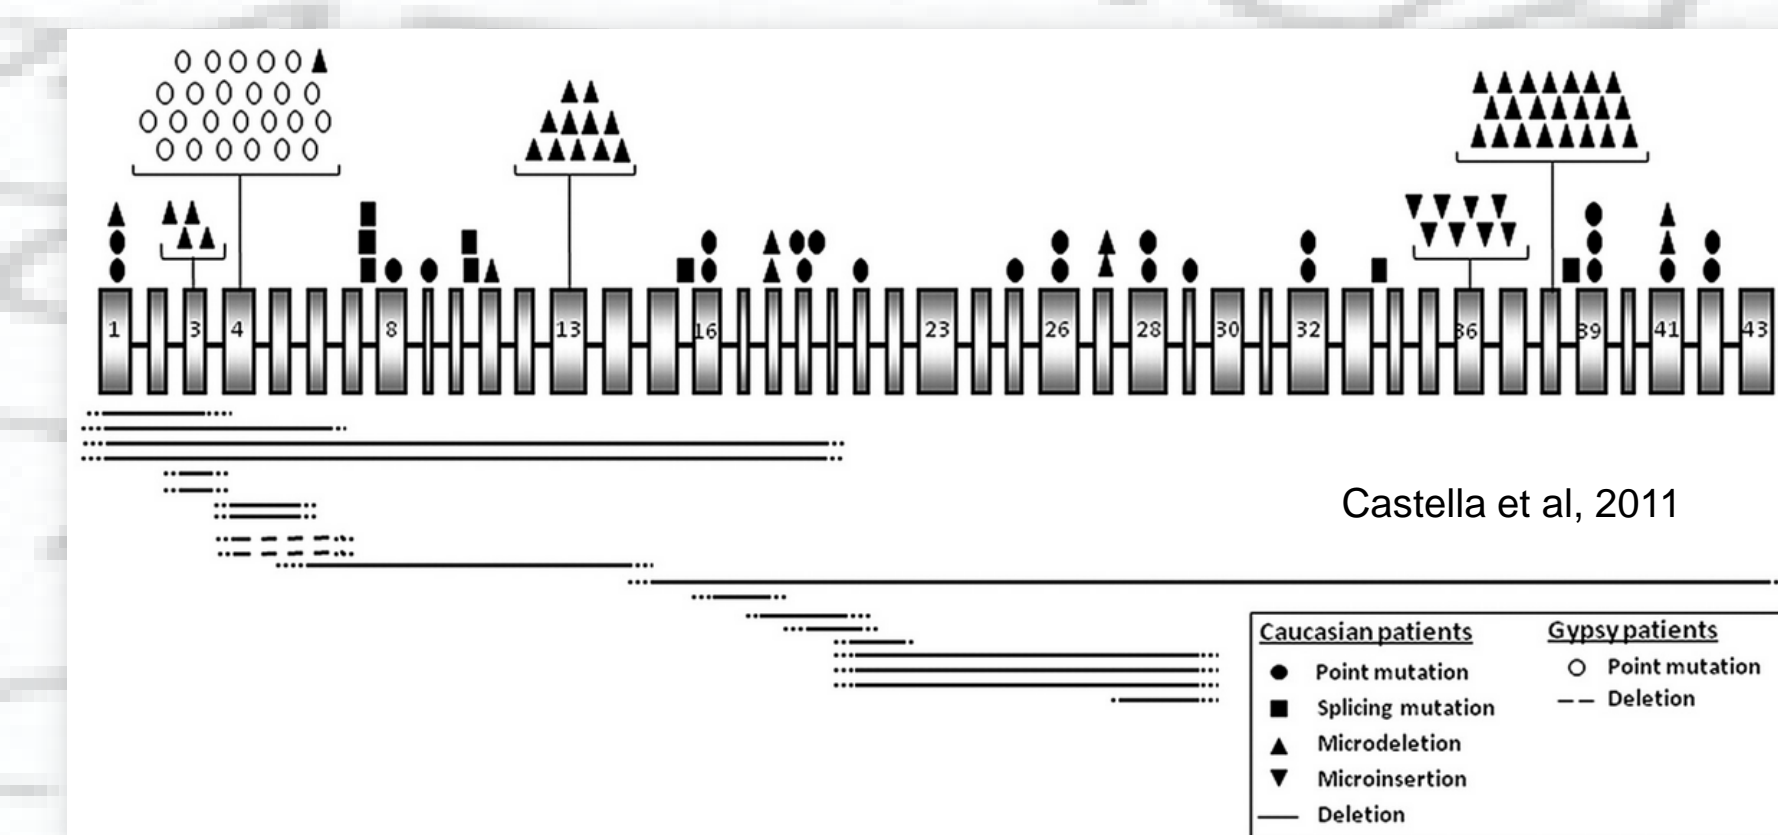 1 3 4 8 13 16 23 26 28 30 32 36 39 41 43
Castella et al, 2011
Caucasian patients
Point mutation
Splicing mutation
Microdeletion
Microinsertion
Deletion
Gypsy patients
Point mutation
Deletion